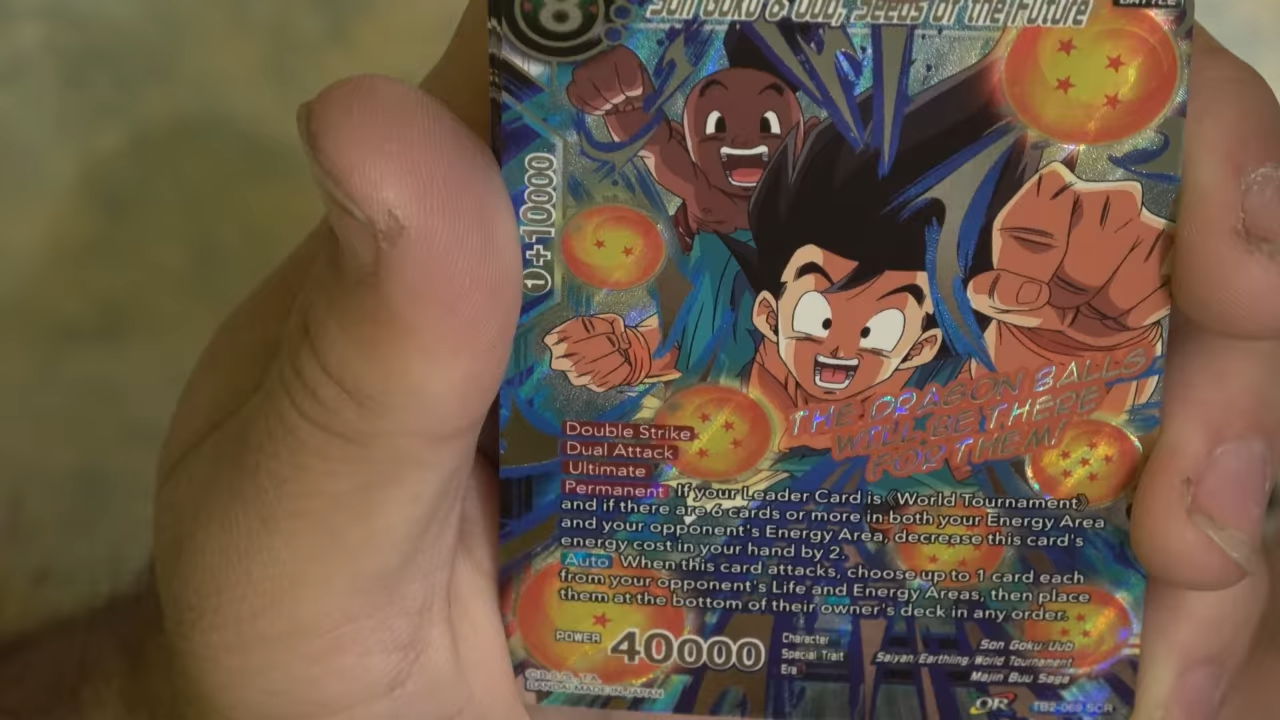 8
Son Goku & Uub, Seeds of the Future
BATTLE
1+10000
THE DRAGON BALLS
WILL BE THERE
FOR THEM!
Double Strike
Dual Attack
Ultimate
Permanent If your Leader Card is《World Tournament》
and if there are 6 cards or more in both your Energy Area
and your opponent's Energy Area, decrease this card's
energy cost in your hand by 2.
Auto When this card attacks, choose up to 1 card each
from your opponent's Life and Energy Areas, then place
them at the bottom of their owner's deck in any order.
POWER 40000
Character Son Goku/Uub
Special Trait Saiyan/Earthling/World Tournament
Era Majin Buu Saga
©B.S./S., T.A.
BANDAI MADE IN JAPAN
OR TB2-069 SCR